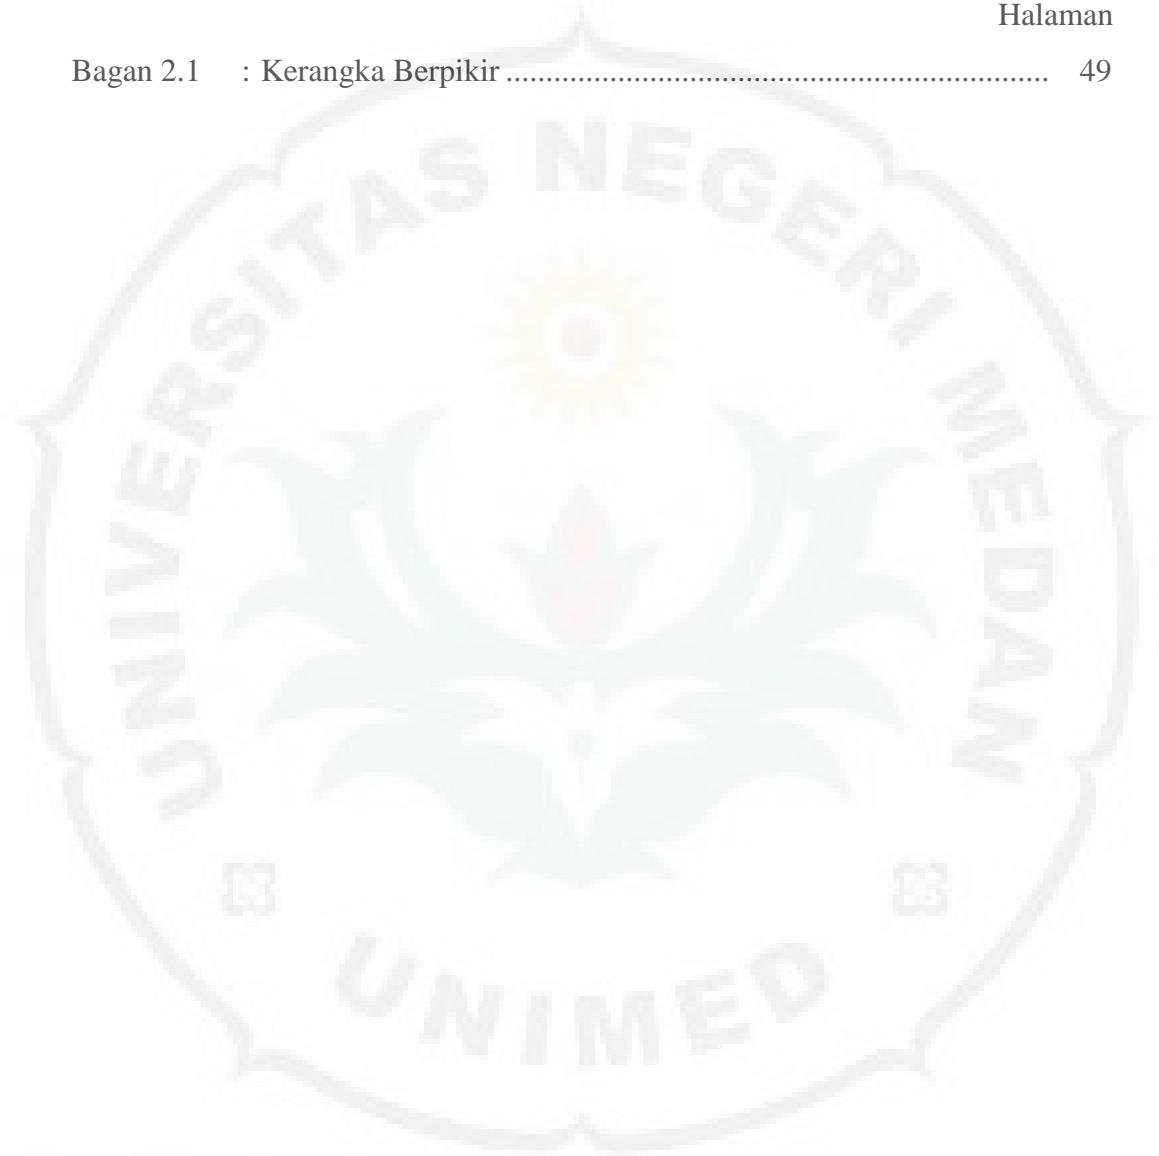 Halaman
Bagan 2.1 : Kerangka Berpikir .................................................................. 49
UNIVERSITAS NEGERI MEDAN
UNIMED